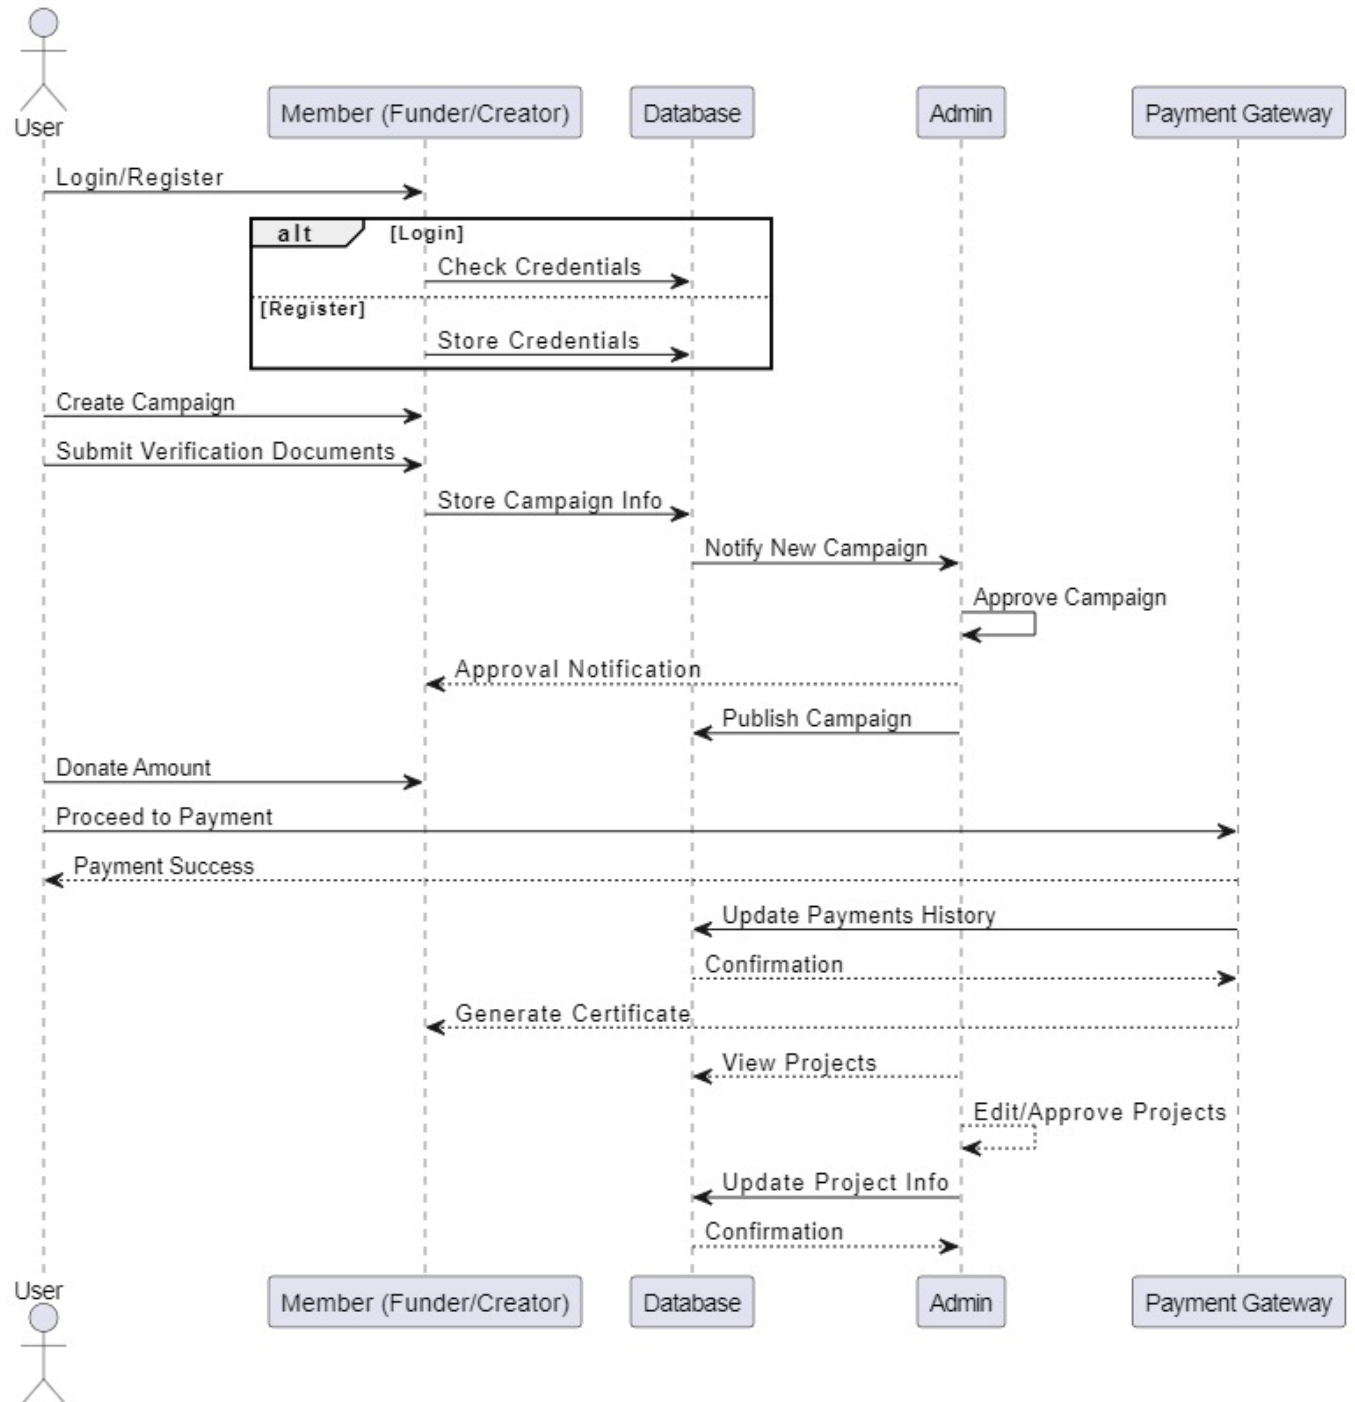 User
Member (Funder/Creator)
Database
Admin
Payment Gateway
Login/Register
alt
[Login]
Check Credentials
[Register]
Store Credentials
Create Campaign
Submit Verification Documents
Store Campaign Info
Notify New Campaign
Approve Campaign
Approval Notification
Publish Campaign
Donate Amount
Proceed to Payment
Payment Success
Update Payments History
Confirmation
Generate Certificate
View Projects
Edit/Approve Projects
Update Project Info
Confirmation
User
Member (Funder/Creator)
Database
Admin
Payment Gateway